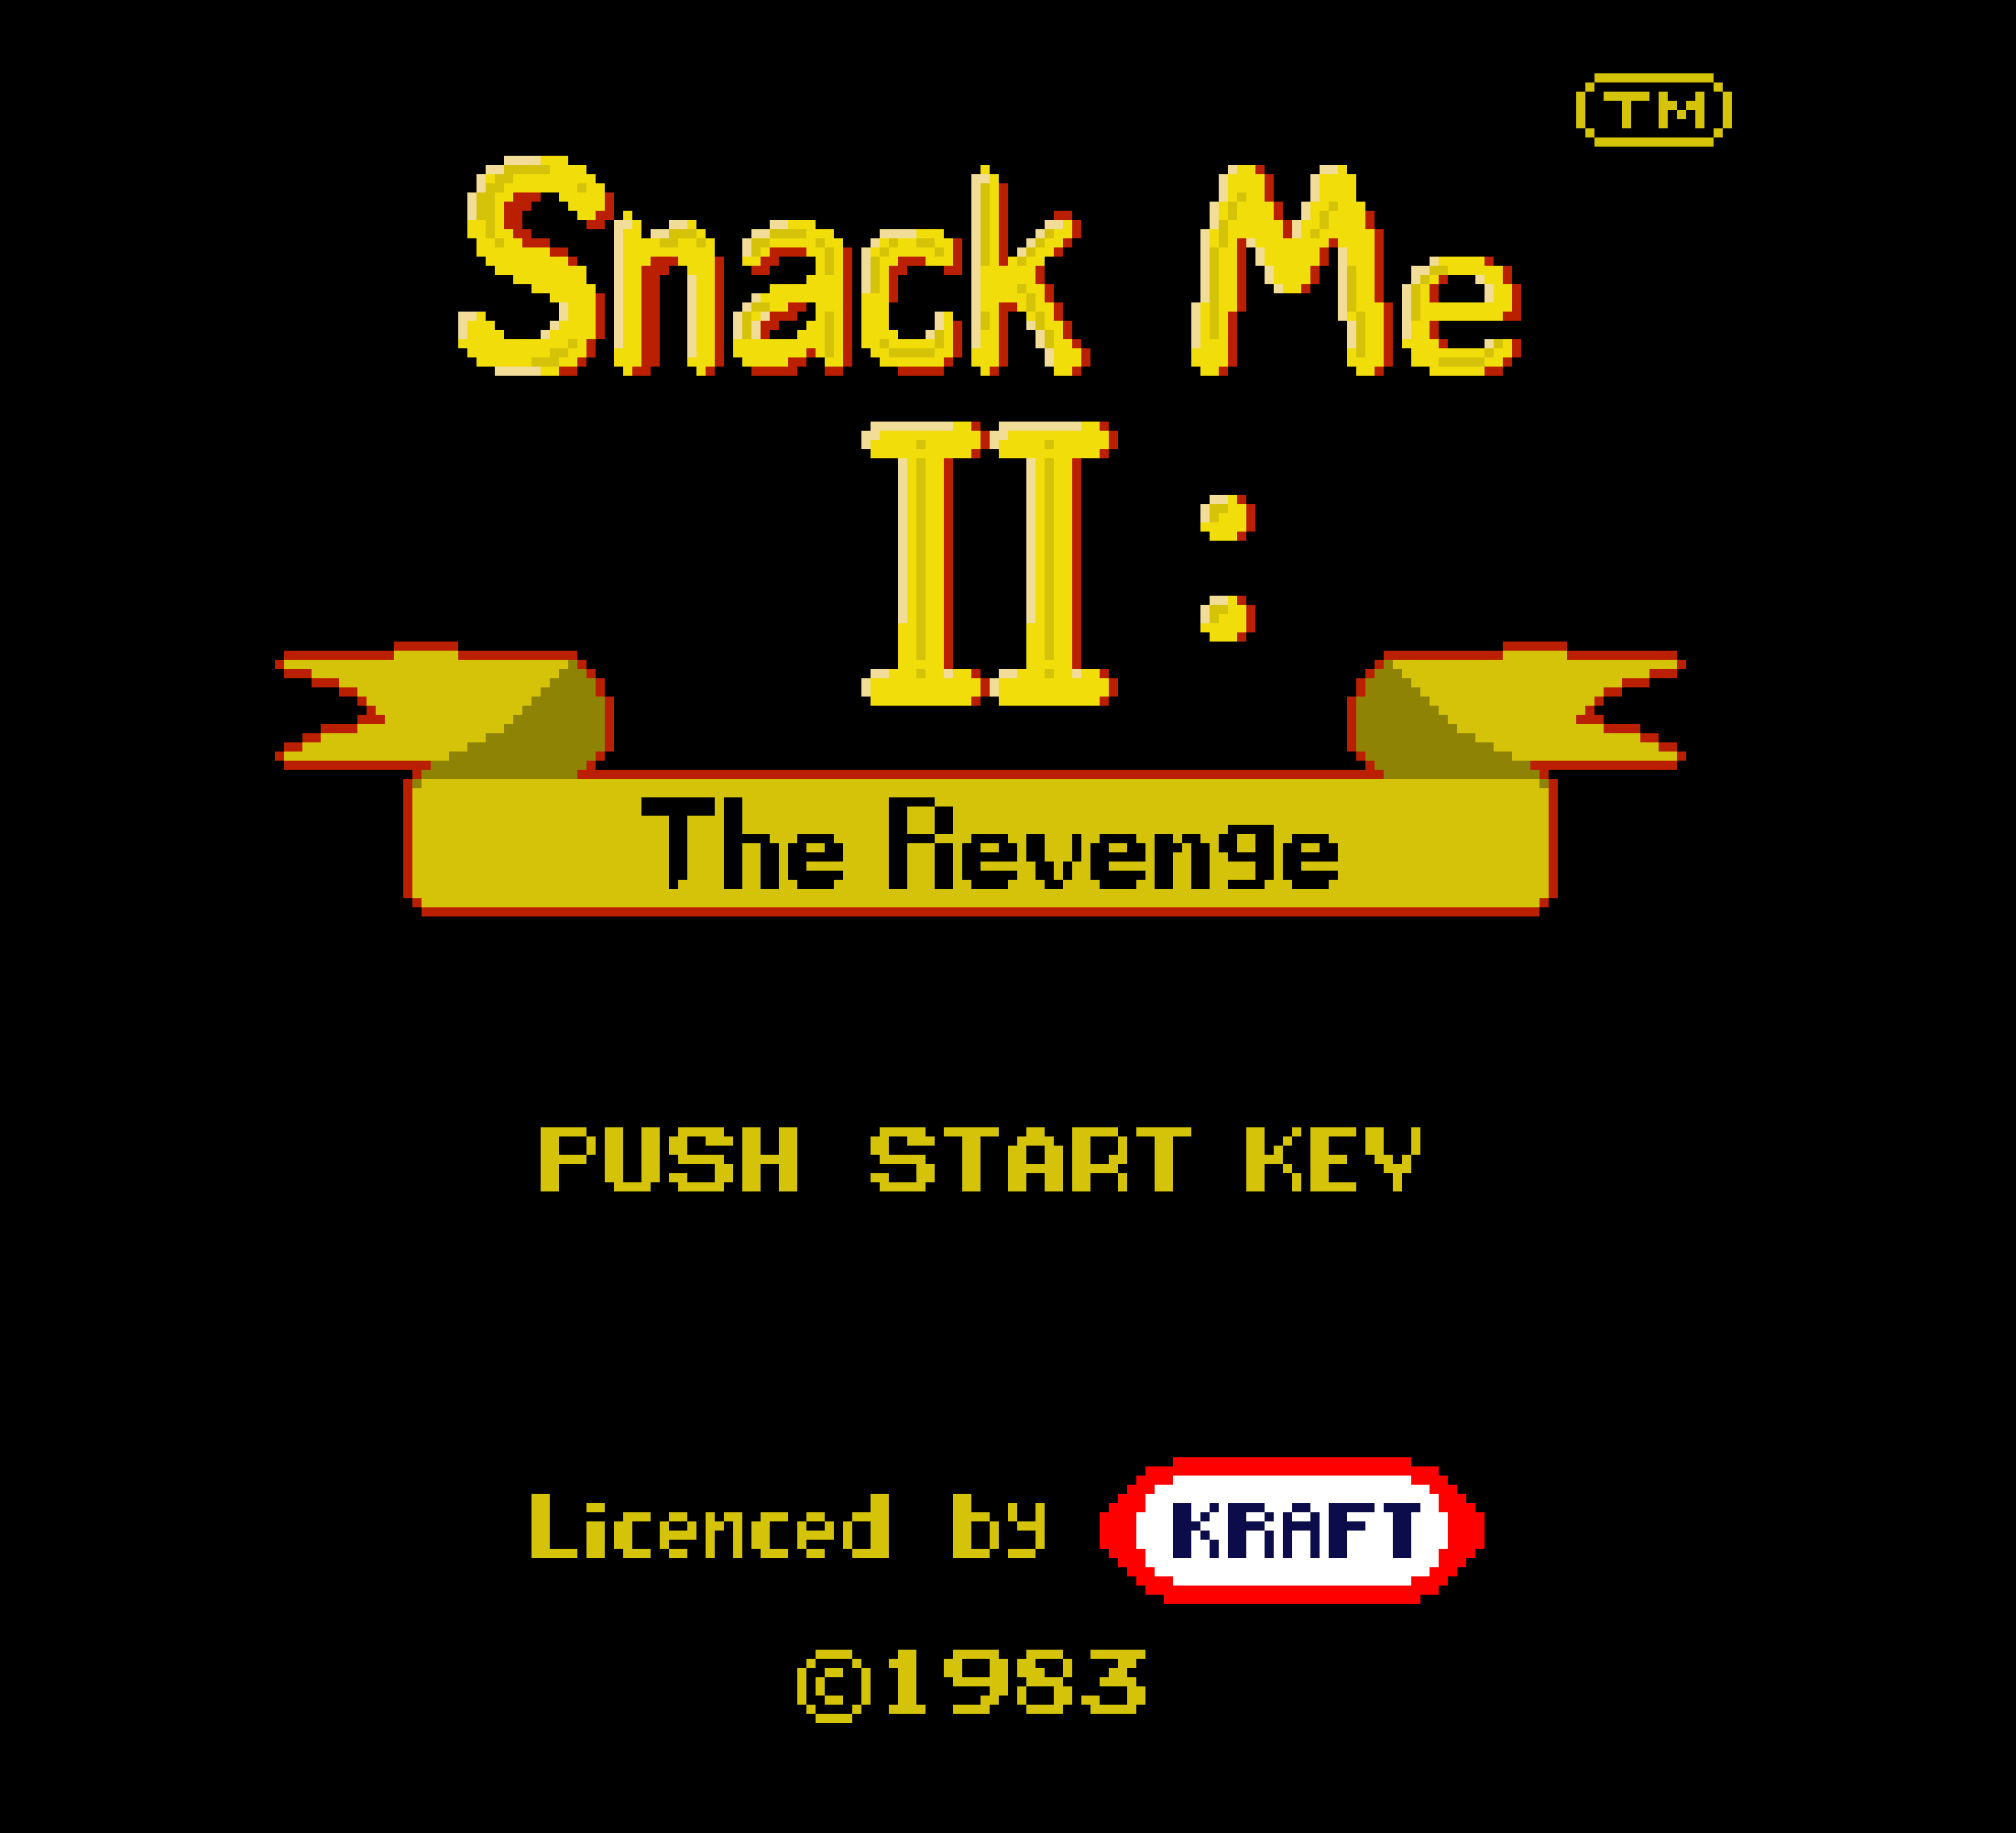 TM
Snack Me
II:
The Revenge
PUSH START KEY
Licenced by KRAFT
©1983